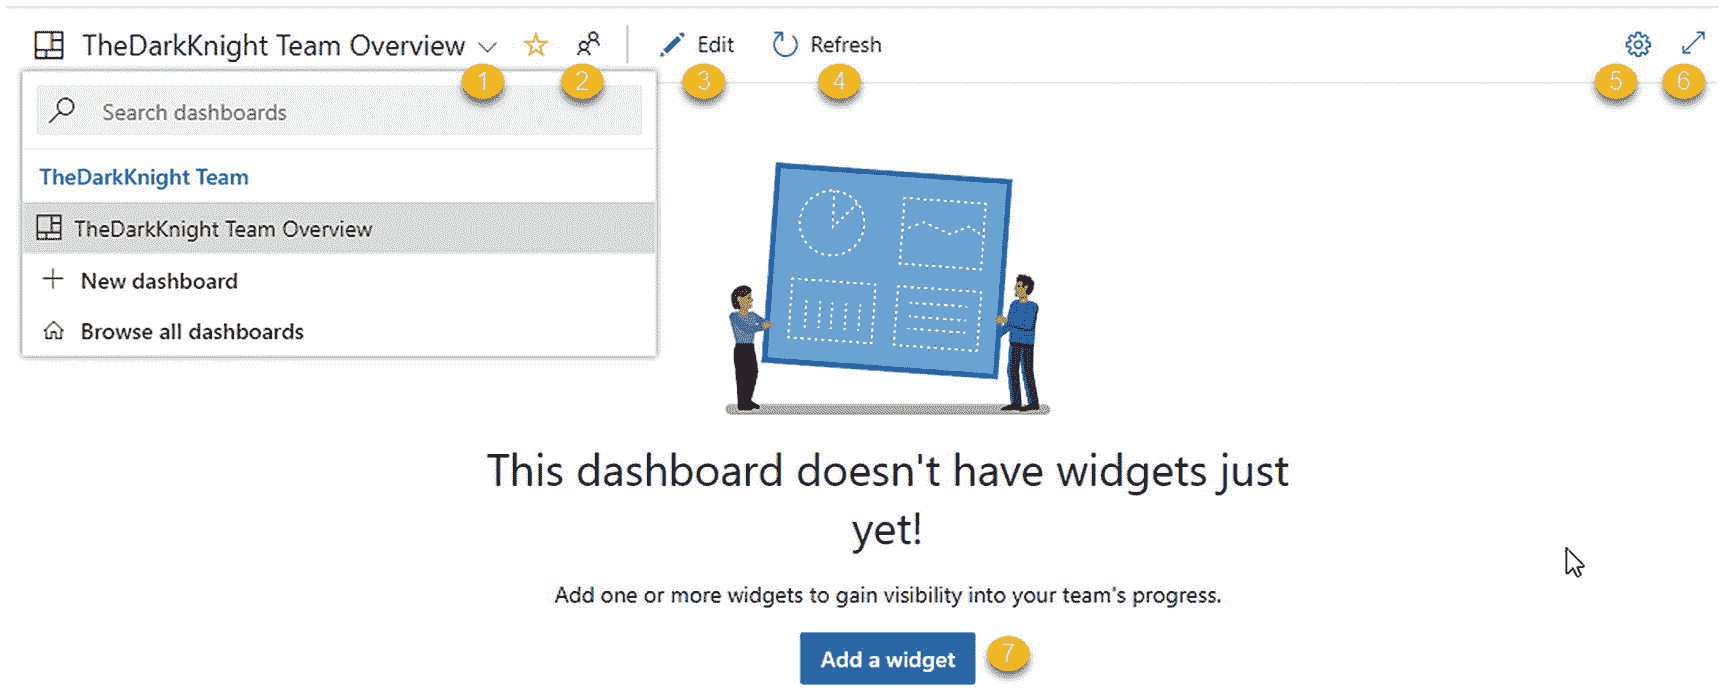 TheDarkKnight Team Overview
Edit
Refresh
1
2
3
4
5
6
Search dashboards
TheDarkKnight Team
TheDarkKnight Team Overview
New dashboard
Browse all dashboards
This dashboard doesn't have widgets just
yet!
Add one or more widgets to gain visibility into your team's progress.
Add a widget
7